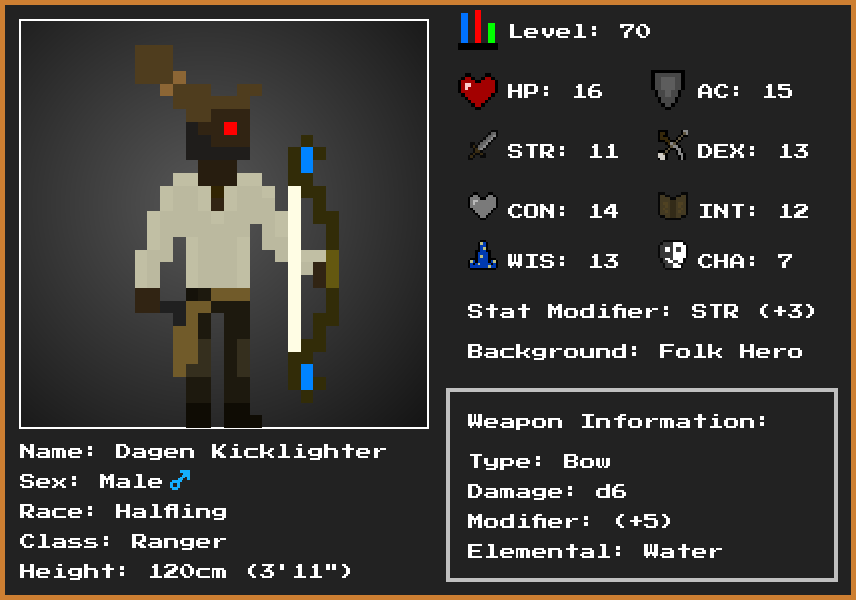 Level: 70
HP: 16
AC: 15
STR: 11
DEX: 13
CON: 14
INT: 12
WIS: 13
CHA: 7
Stat Modifier: STR (+3)
Background: Folk Hero
Weapon Information:
Type: Bow
Damage: d6
Modifier: (+5)
Elemental: Water
Name: Dagen Kicklighter
Sex: Male ♂
Race: Halfling
Class: Ranger
Height: 120cm (3'11")